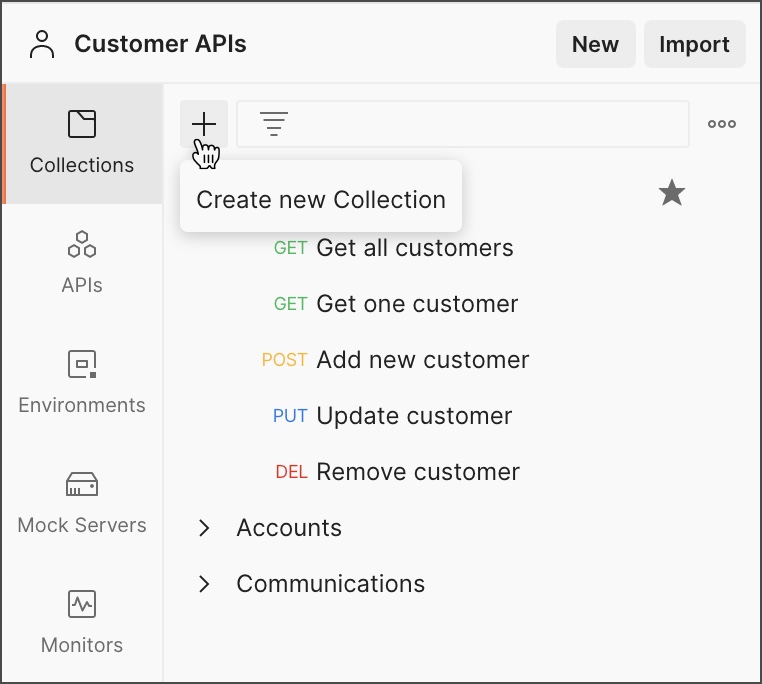 Customer APIs
New
Import
Collections
Create new Collection
GET Get all customers
APIs
GET Get one customer
POST Add new customer
Environments
PUT Update customer
DEL Remove customer
Mock Servers
Accounts
Communications
Monitors